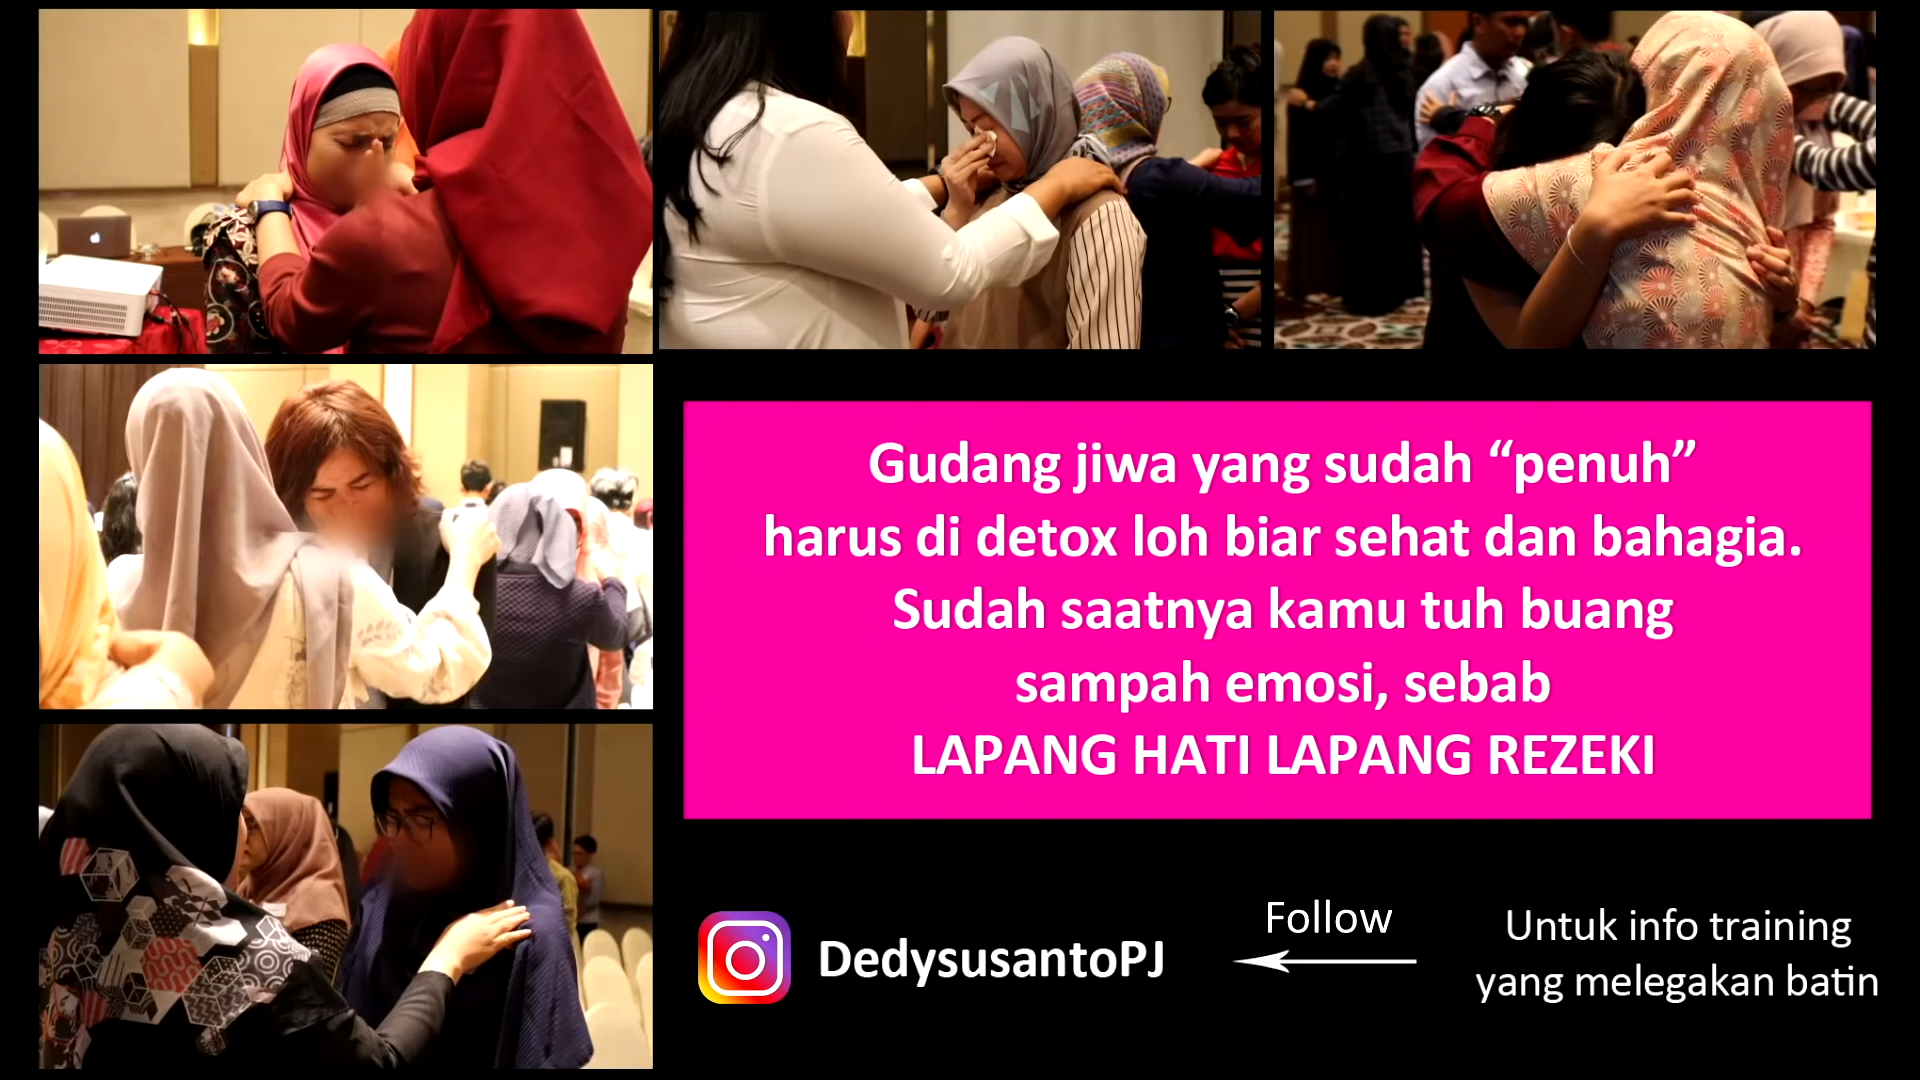 Gudang jiwa yang sudah “penuh”
harus di detox loh biar sehat dan bahagia.
Sudah saatnya kamu tuh buang
sampah emosi, sebab
LAPANG HATI LAPANG REZEKI
DedysusantoPJ
Follow
Untuk info training
yang melegakan batin